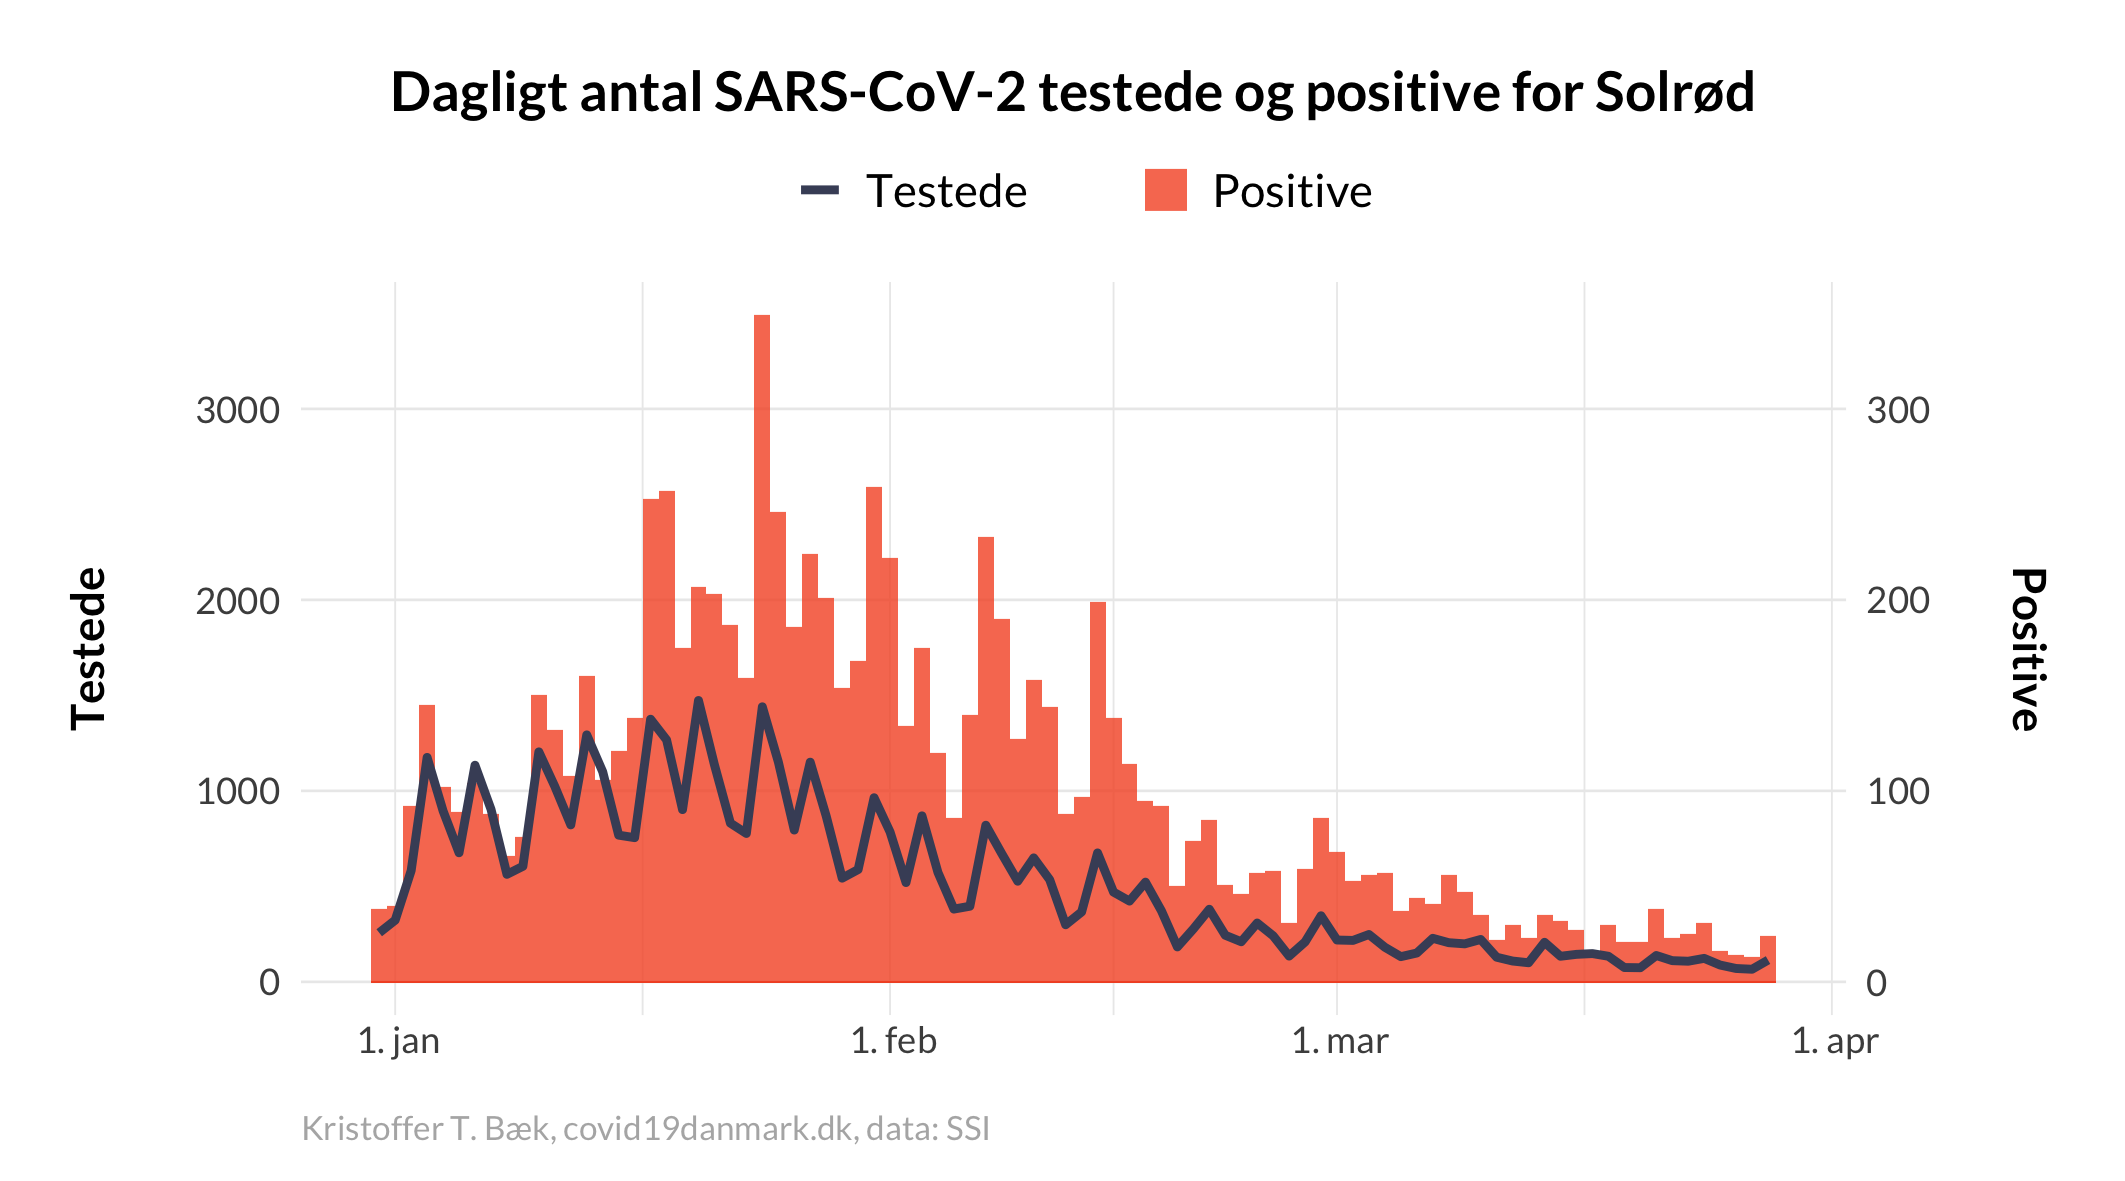 Dagligt antal SARS-CoV-2 testede og positive for Solrød
Testede
Positive
3000
2000
1000
0
Testede
300
200
100
0
Positive
1. jan
1. feb
1. mar
1. apr
Kristoffer T. Bæk, covid19danmark.dk, data: SSI